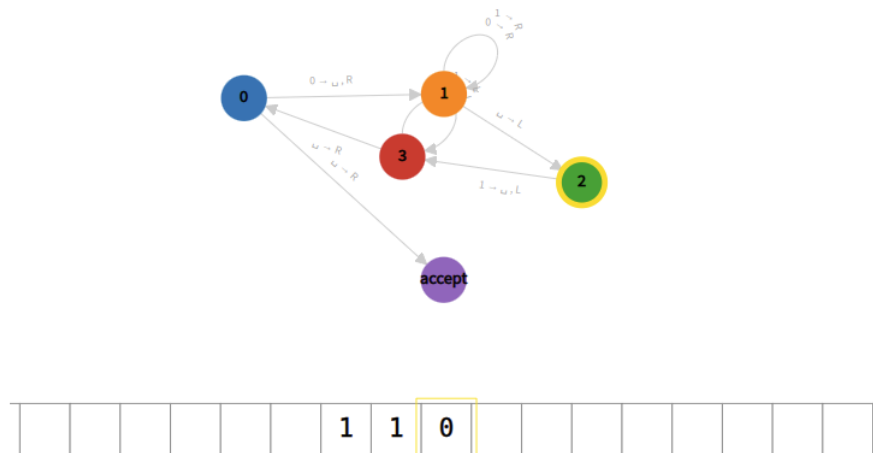 1 → R
0 → R
0 → ␣,R
0
1
␣ → L
3
␣ → R
␣ → R
1 → ␣,L
2
accept
1 1 0